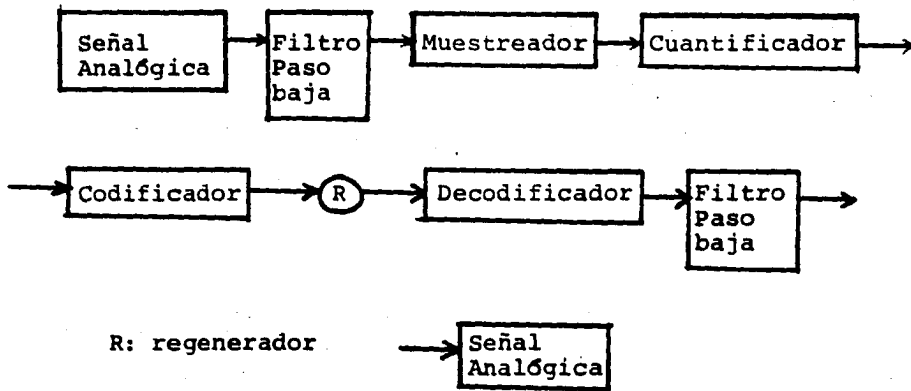 Señal
Analógica
Filtro
Paso
baja
Muestreador
Cuantificador
Codificador
R
Decodificador
Filtro
Paso
baja
R: regenerador
Señal
Analógica